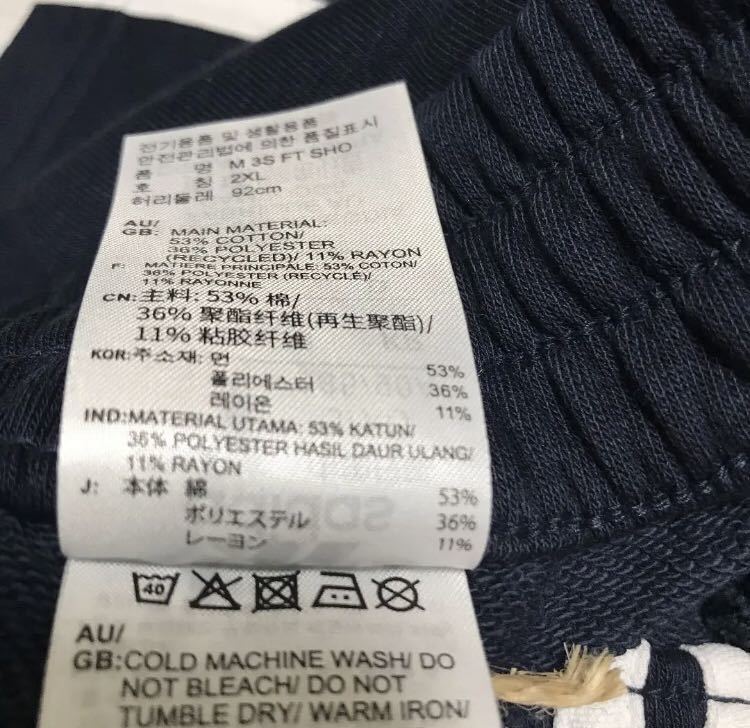 전기용품 및 생활용품
안전관리법에 의한 품질표시
품 명 M 3S FT SHO
호 칭 2XL
허리둘레 92cm
AU/
GB: MAIN MATERIAL:
53% COTTON/
36% POLYESTER
(RECYCLED)/ 11% RAYON
F: MATIERE PRINCIPALE: 53% COTON/
36% POLYESTER (RECYCLÉ)/
11% RAYONNE
CN: 主料: 53% 棉/
36% 聚酯纤维(再生聚酯)/
11% 粘胶纤维
KOR: 주소재: 면 53%
폴리에스터 36%
레이온 11%
IND: MATERIAL UTAMA: 53% KATUN/
36% POLYESTER HASIL DAUR ULANG/
11% RAYON
J: 本体 綿 53%
ポリエステル 36%
レーヨン 11%
40
AU/
GB: COLD MACHINE WASH/ DO
NOT BLEACH/ DO NOT
TUMBLE DRY/ WARM IRON/